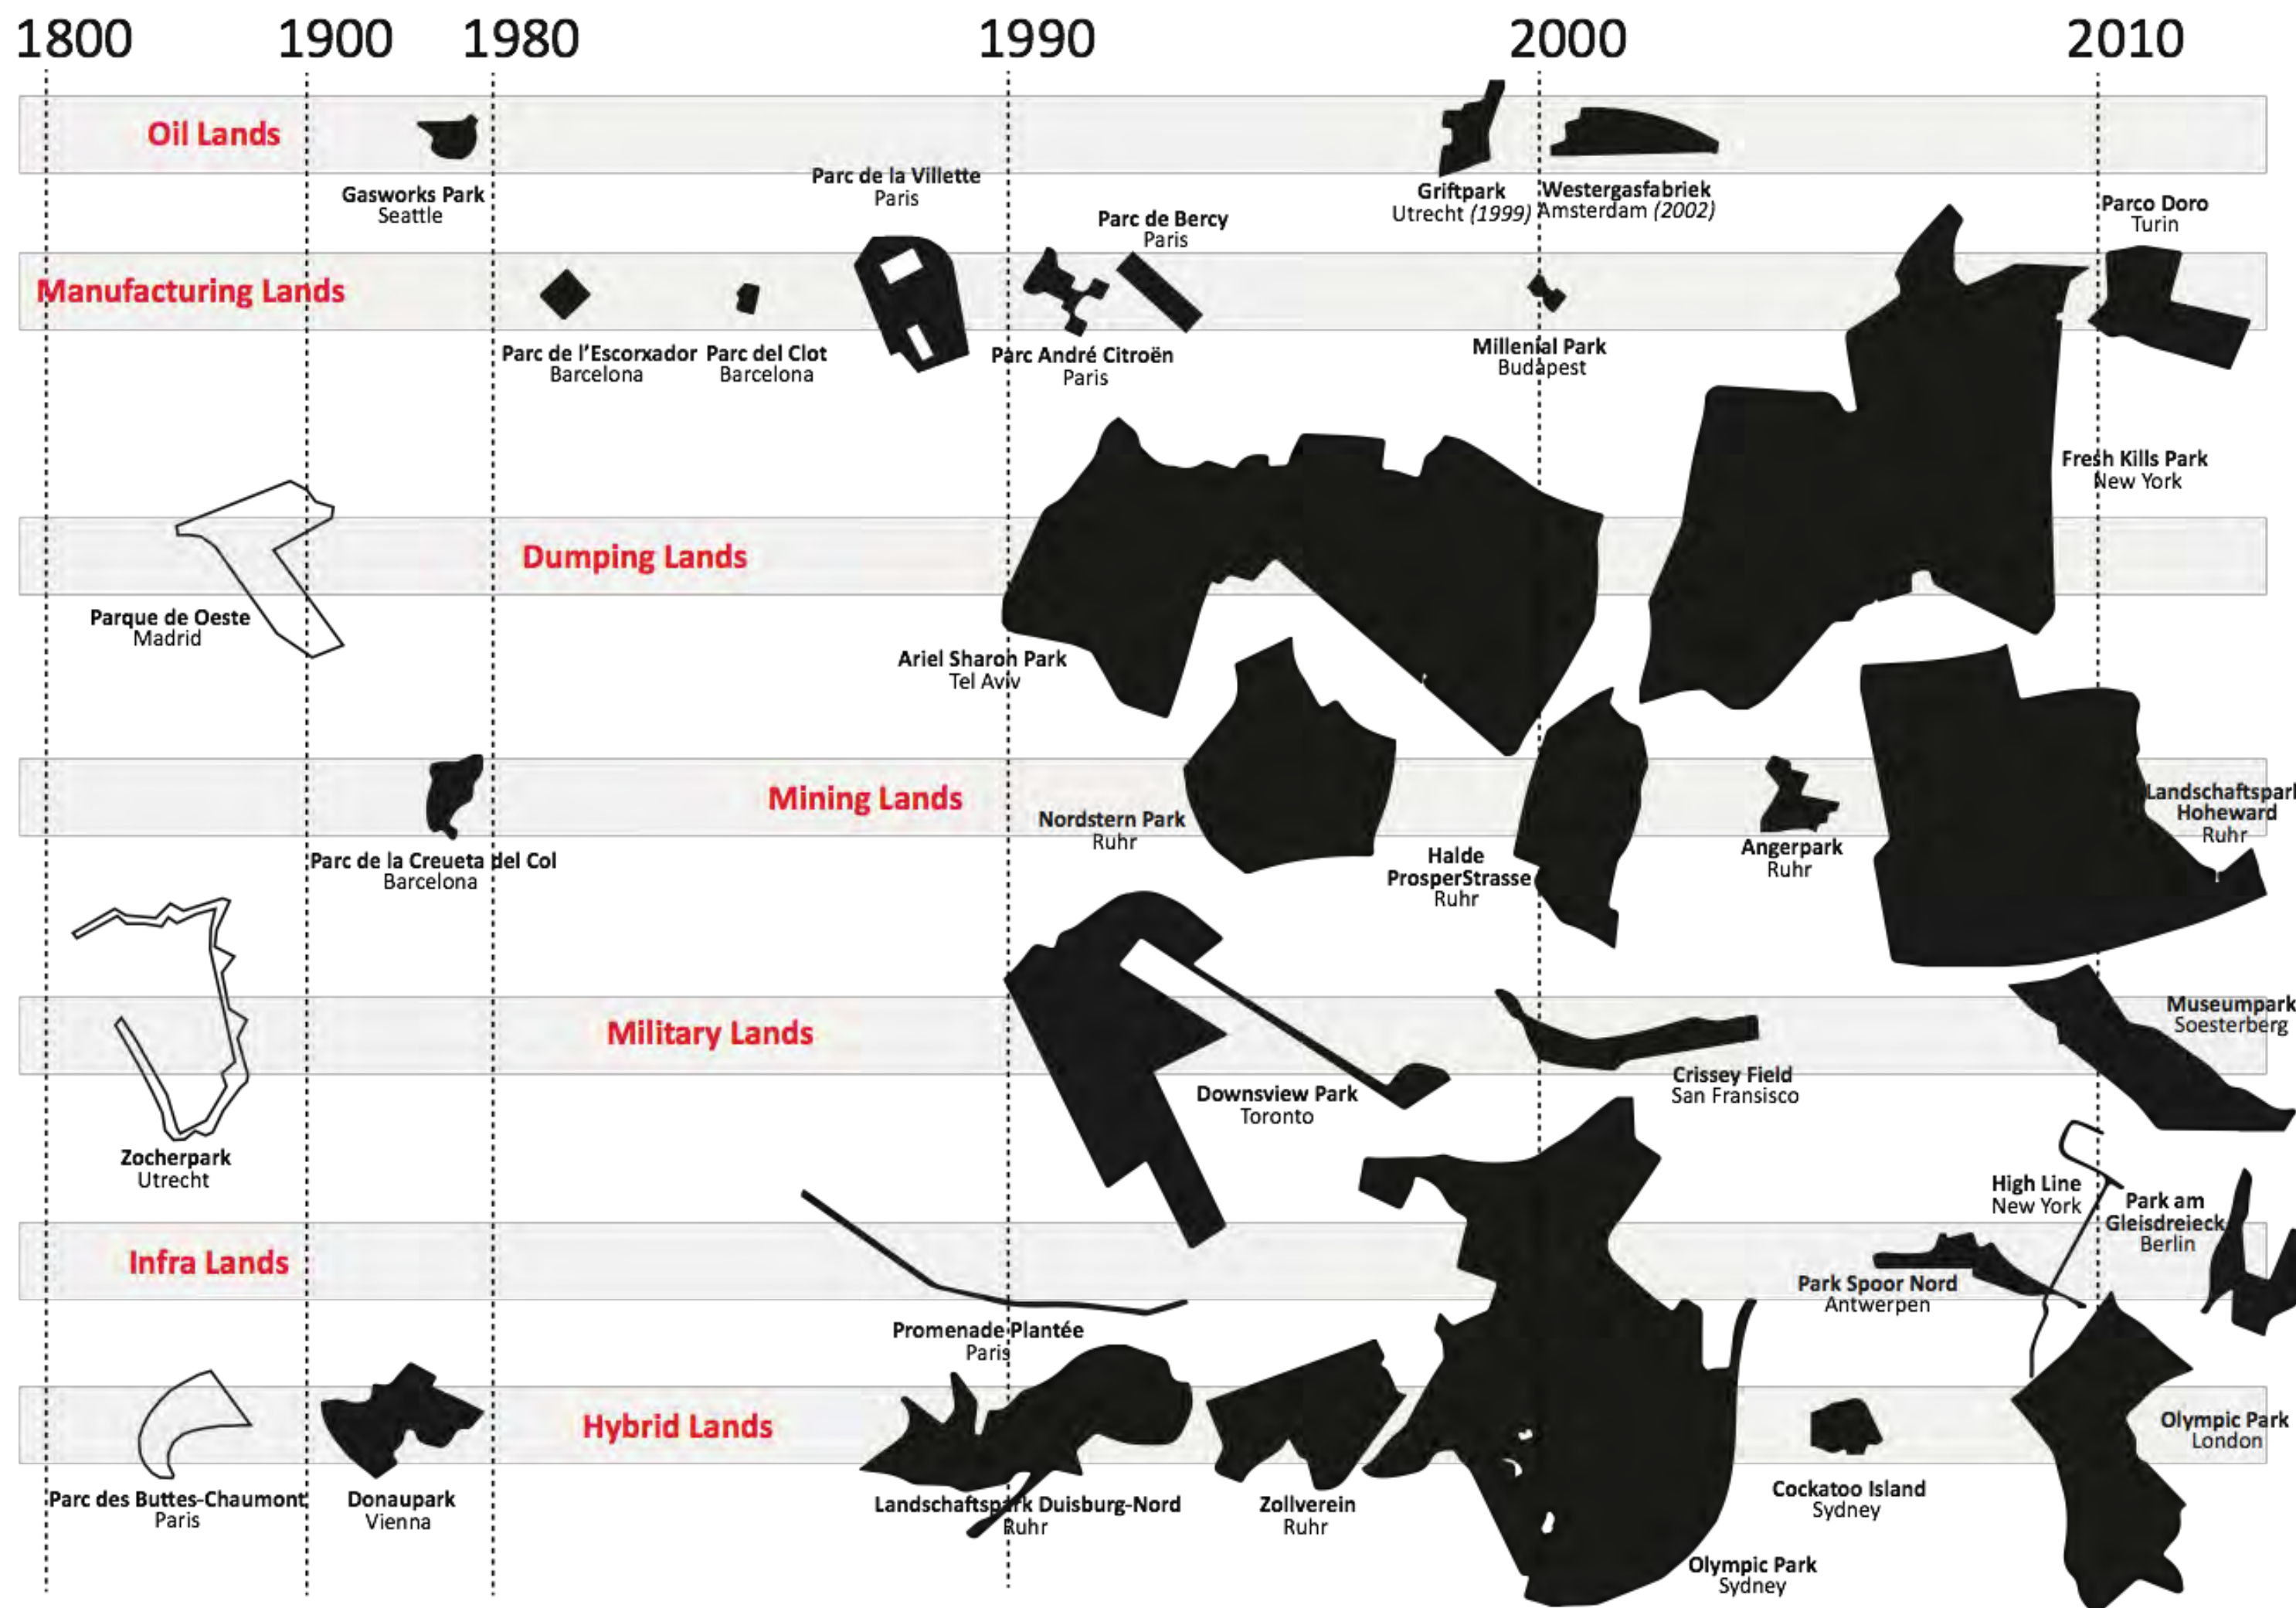 1800 1900 1980 1990 2000 2010
Oil Lands
Gasworks Park
Seattle
Griftpark
Utrecht (1999)
Westergasfabriek
Amsterdam (2002)
Manufacturing Lands
Parc de l'Escorxador
Barcelona
Parc del Clot
Barcelona
Parc de la Villette
Paris
Parc André Citroën
Paris
Parc de Bercy
Paris
Millenial Park
Budapest
Parco Doro
Turin
Dumping Lands
Parque de Oeste
Madrid
Ariel Sharon Park
Tel Aviv
Fresh Kills Park
New York
Mining Lands
Parc de la Creueta del Col
Barcelona
Nordstern Park
Ruhr
Halde
ProsperStrasse
Ruhr
Angerpark
Ruhr
Landschaftspark
Hoheward
Ruhr
Military Lands
Zocherpark
Utrecht
Downsview Park
Toronto
Crissey Field
San Fransisco
Museumpark
Soesterberg
Infra Lands
Promenade Plantée
Paris
Park Spoor Nord
Antwerpen
High Line
New York
Park am
Gleisdreieck
Berlin
Hybrid Lands
Parc des Buttes-Chaumont
Paris
Donaupark
Vienna
Landschaftspark Duisburg-Nord
Ruhr
Zollverein
Ruhr
Olympic Park
Sydney
Cockatoo Island
Sydney
Olympic Park
London